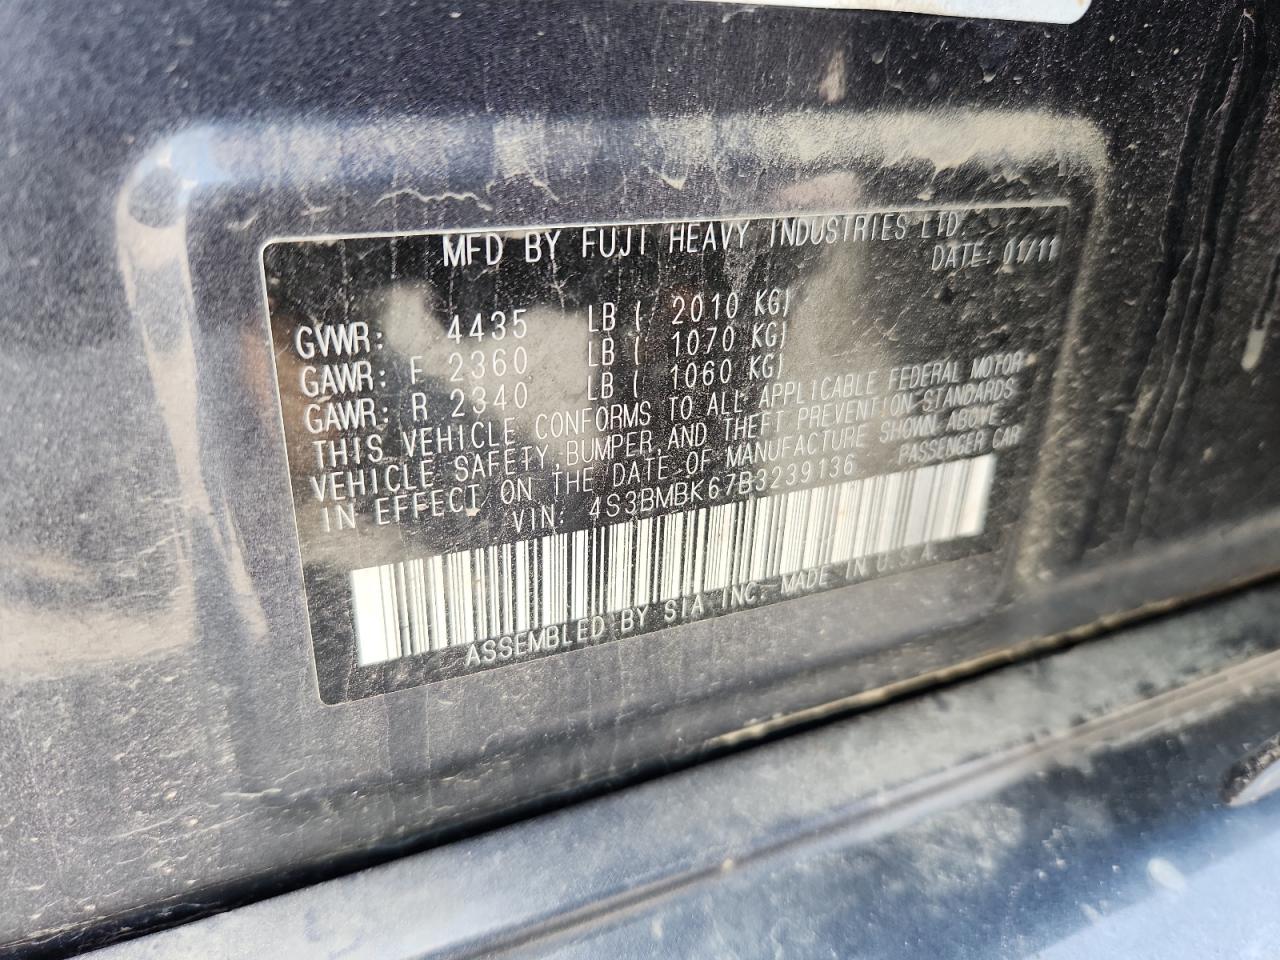 MFD BY FUJI HEAVY INDUSTRIES LTD.
DATE: 01/11
GVWR: 4435 LB ( 2010 KG)
GAWR: F 2360 LB ( 1070 KG)
GAWR: R 2340 LB ( 1060 KG)
THIS VEHICLE CONFORMS TO ALL APPLICABLE FEDERAL MOTOR
VEHICLE SAFETY,BUMPER,AND THEFT PREVENTION STANDARDS
IN EFFECT ON THE DATE OF MANUFACTURE SHOWN ABOVE.
VIN: 4S3BMBK67B3239136 PASSENGER CAR
ASSEMBLED BY SIA INC. MADE IN U.S.A.